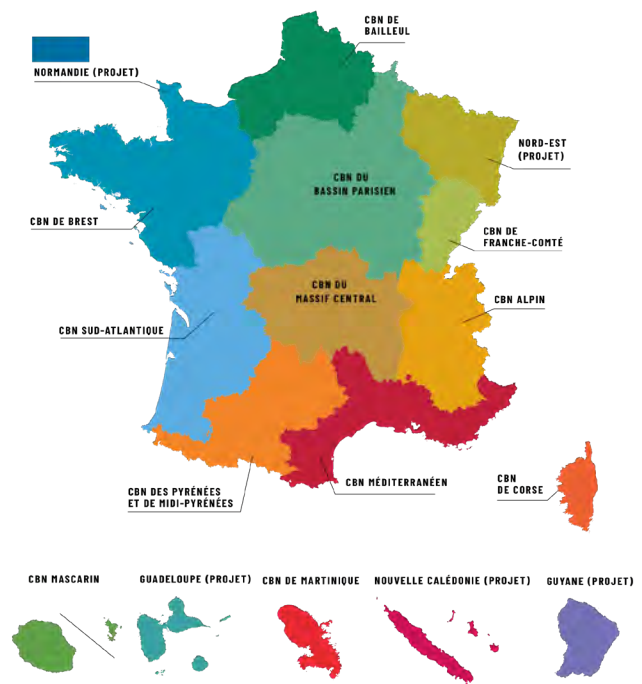 CBN DE
BAILLEUL
NORMANDIE (PROJET)
NORD-EST
(PROJET)
CBN DU
BASSIN PARISIEN
CBN DE BREST
CBN DE
FRANCHE-COMTÉ
CBN DU
MASSIF CENTRAL
CBN ALPIN
CBN SUD-ATLANTIQUE
CBN MÉDITERRANÉEN
CBN
DE CORSE
CBN DES PYRÉNÉES
ET DE MIDI-PYRÉNÉES
CBN MASCARIN
GUADELOUPE (PROJET)
CBN DE MARTINIQUE
NOUVELLE CALÉDONIE (PROJET)
GUYANE (PROJET)